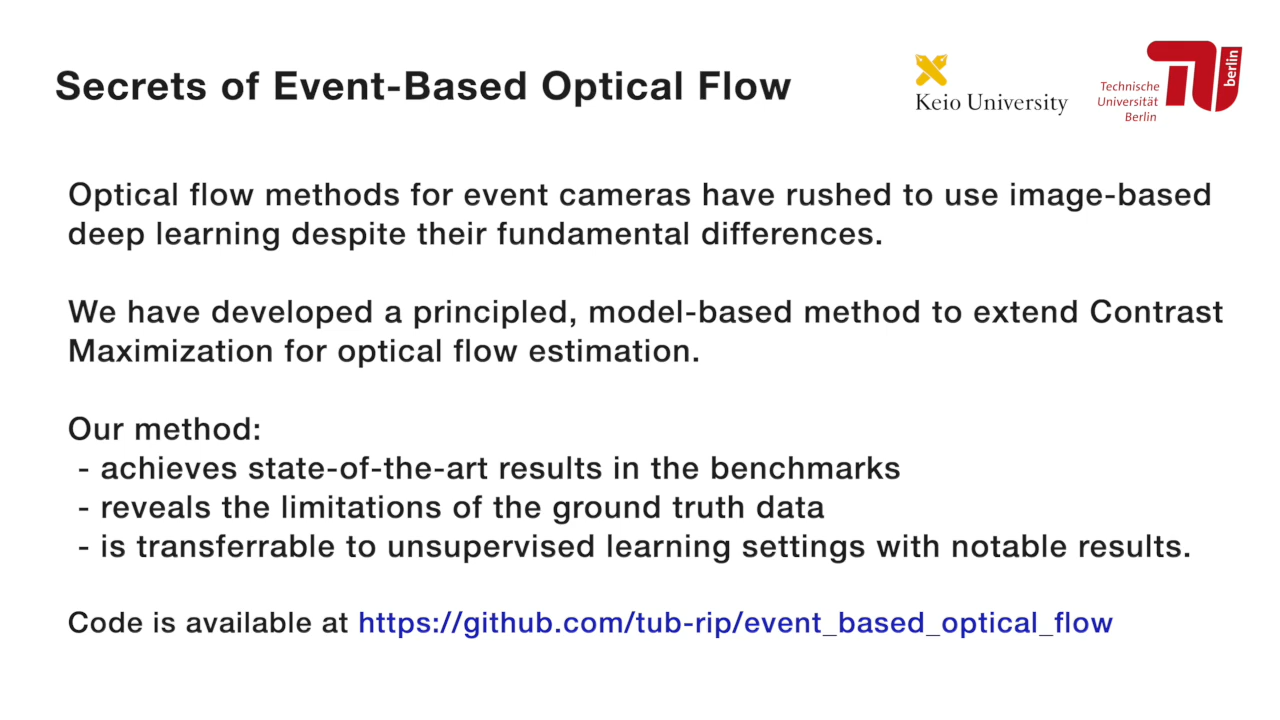 Secrets of Event-Based Optical Flow
Keio University
Technische
Universität
Berlin
berlin
Optical flow methods for event cameras have rushed to use image-based
deep learning despite their fundamental differences.
We have developed a principled, model-based method to extend Contrast
Maximization for optical flow estimation.
Our method:
- achieves state-of-the-art results in the benchmarks
- reveals the limitations of the ground truth data
- is transferrable to unsupervised learning settings with notable results.
Code is available at https://github.com/tub-rip/event_based_optical_flow